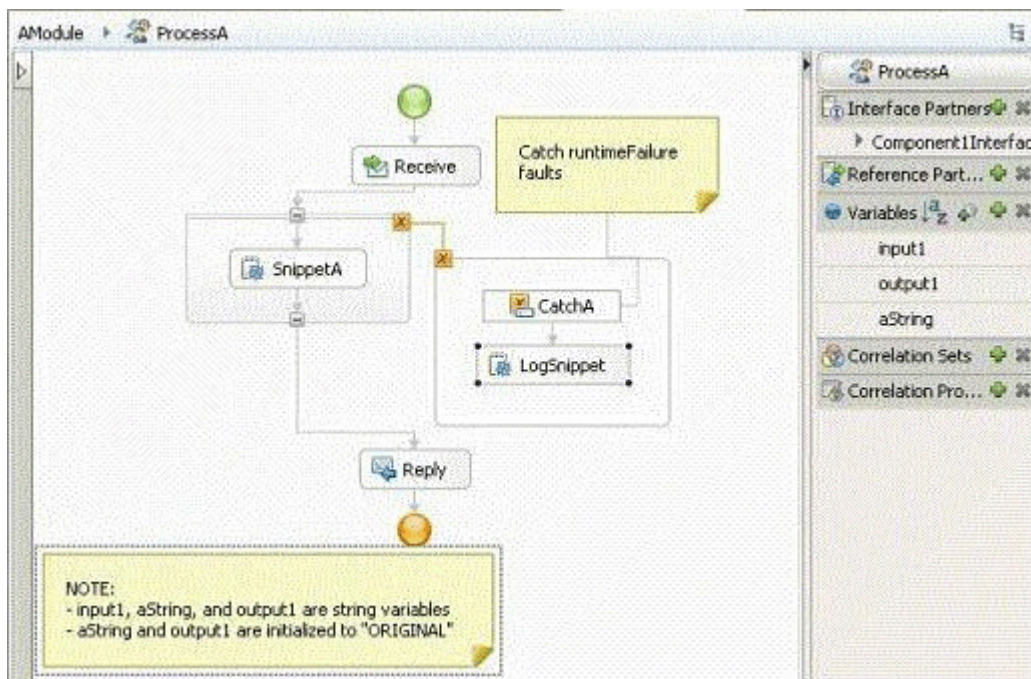 AModule ProcessA
Receive
Catch runtimeFailure
faults
SnippetA
CatchA
LogSnippet
Reply
NOTE:
- input1, aString, and output1 are string variables
- aString and output1 are initialized to "ORIGINAL"
ProcessA
Interface Partners
Component1Interfac
Reference Part...
Variables
input1
output1
aString
Correlation Sets
Correlation Pro...